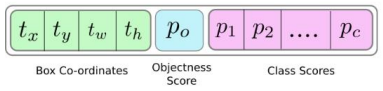 t_x t_y t_w t_h p_o p_1 p_2 .... p_c
Box Co-ordinates Objectness Score Class Scores